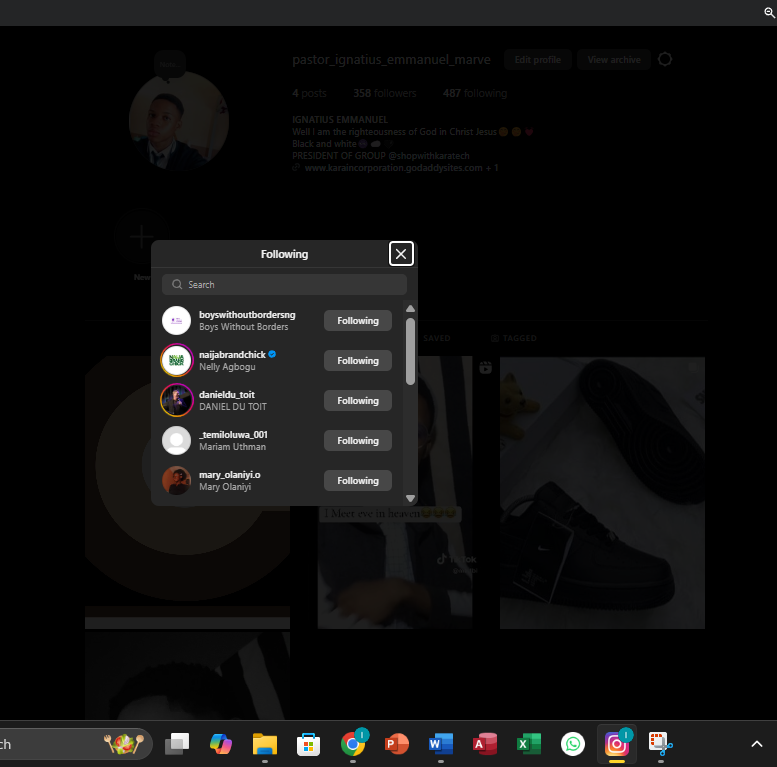 pastor_ignatius_emmanuel_marve
Edit profile
View archive
4 posts
358 followers
487 following
IGNATIUS EMMANUEL
Well I am the righteousness of God in Christ Jesus
Black and white
PRESIDENT OF GROUP @shopwithkaratech
www.karaincorporation.godaddysites.com + 1
New
Following
Search
boyswithoutbordersng
Boys Without Borders
Following
naijabrandchick
Nelly Agbogu
Following
danieldu_toit
DANIEL DU TOIT
Following
_temiloluwa_001
Mariam Uthman
Following
mary_olaniyi.o
Mary Olaniyi
Following
SAVED
TAGGED
I Meet eve in heaven
TikTok
ch